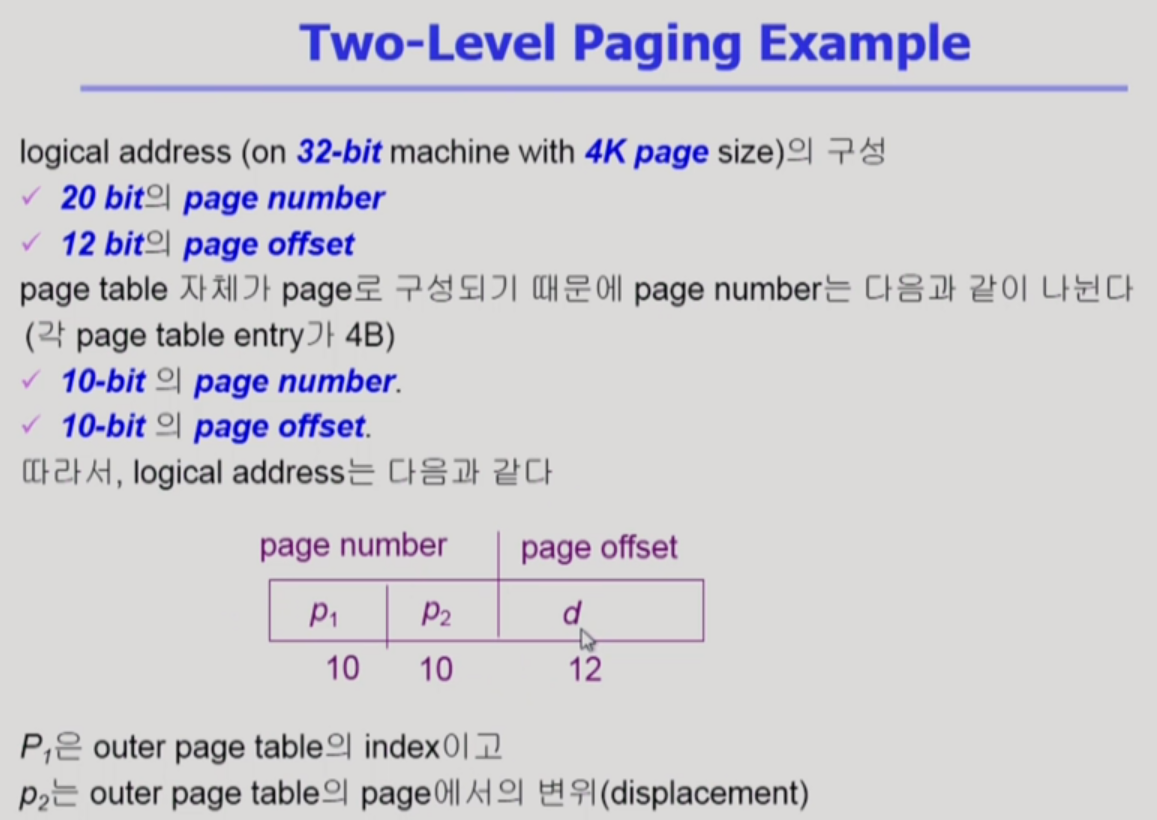 Two-Level Paging Example
logical address (on 32-bit machine with 4K page size)의 구성
✓ 20 bit의 page number
✓ 12 bit의 page offset
page table 자체가 page로 구성되기 때문에 page number는 다음과 같이 나뉜다
(각 page table entry가 4B)
✓ 10-bit 의 page number.
✓ 10-bit 의 page offset.
따라서, logical address는 다음과 같다
page number page offset
p₁ p₂ d
10 10 12
P₁은 outer page table의 index이고
p₂는 outer page table의 page에서의 변위(displacement)